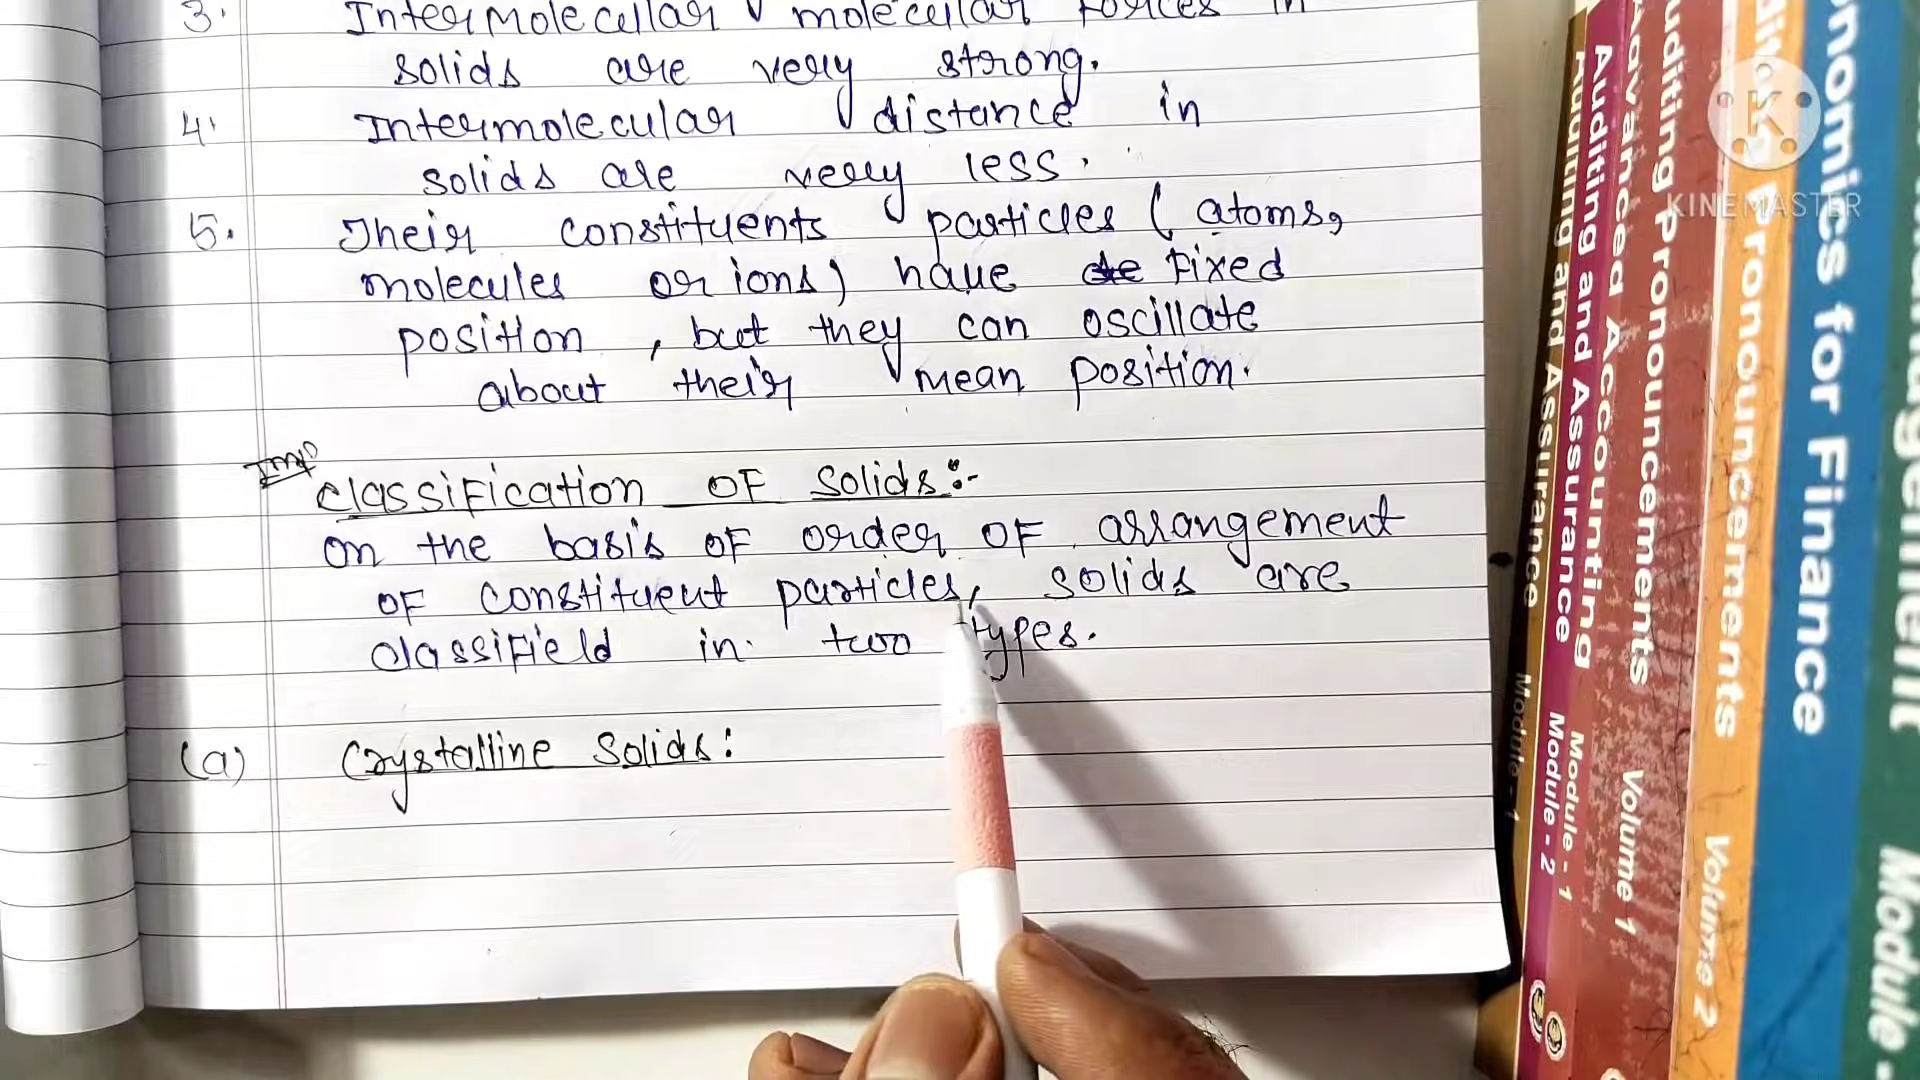 3. Intermolecular molecular forces in
solids are very strong.
4. Intermolecular distance in
solids are very less.
5. Their constituents particles (atoms,
molecules or ions) have de fixed
position, but they can oscillate
about their mean position.
Imp
Classification of solids:-
on the basis of order of arrangement
of constituent particles, solids are
classifield in two types.
(a) Crystalline Solids:
K
KINEMASTER
Auditing and Assurance Module - 1
Auditing and Assurance Module - 2
Advanced Accounting Module - 1
uditing Pronouncements Volume 1
Pronouncements Volume 2
nomics for Finance
Module -